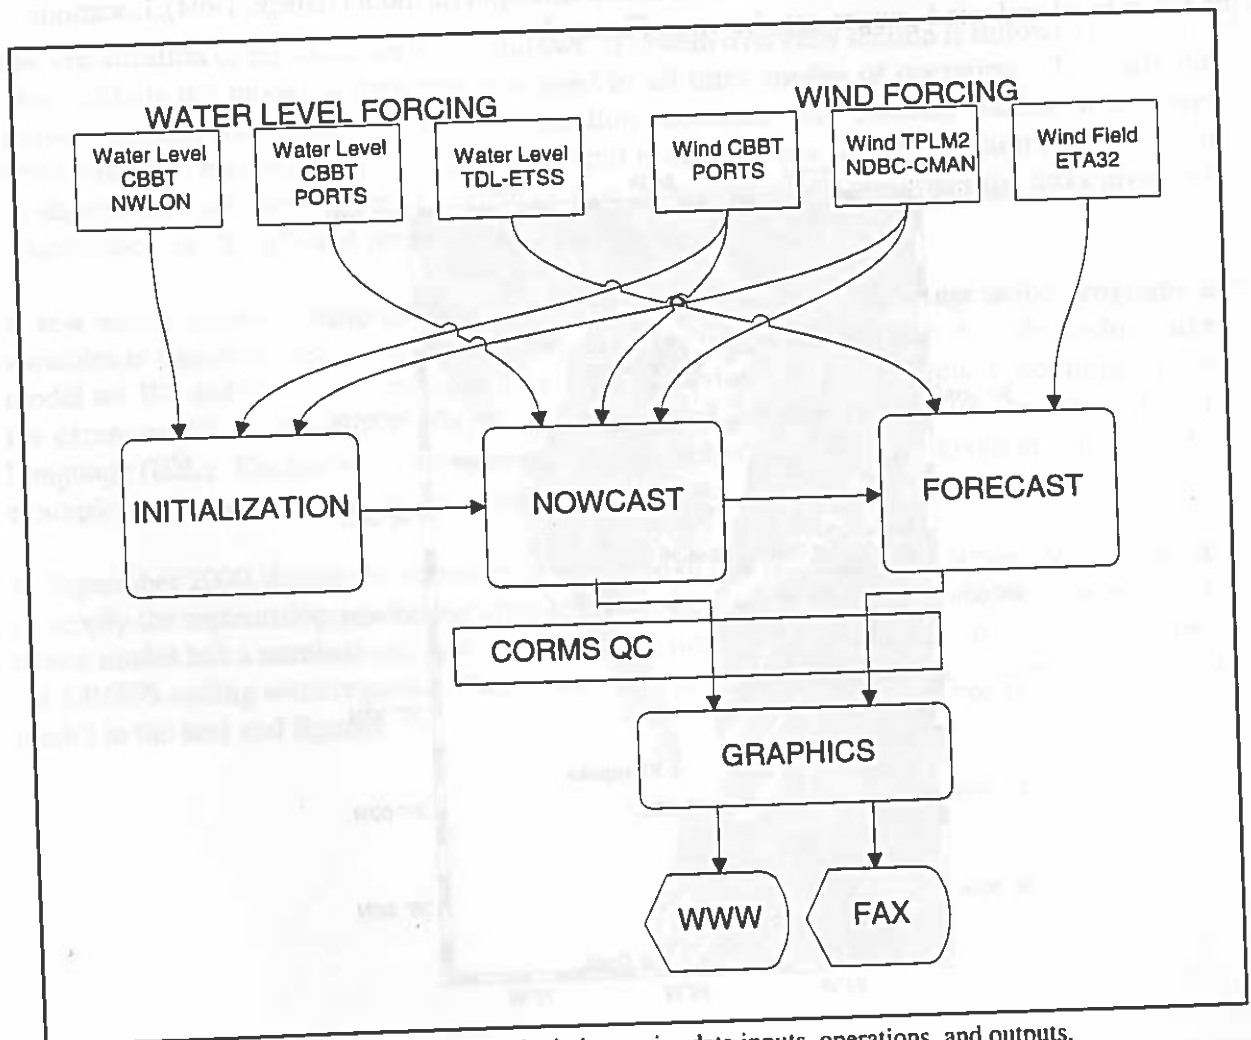 WATER LEVEL FORCING
WIND FORCING
Water Level
CBBT
NWLON
Water Level
CBBT
PORTS
Water Level
TDL-ETSS
Wind CBBT
PORTS
Wind TPLM2
NDBC-CMAN
Wind Field
ETA32
INITIALIZATION
NOWCAST
FORECAST
CORMS QC
GRAPHICS
WWW
FAX
data inputs, operations, and outputs.